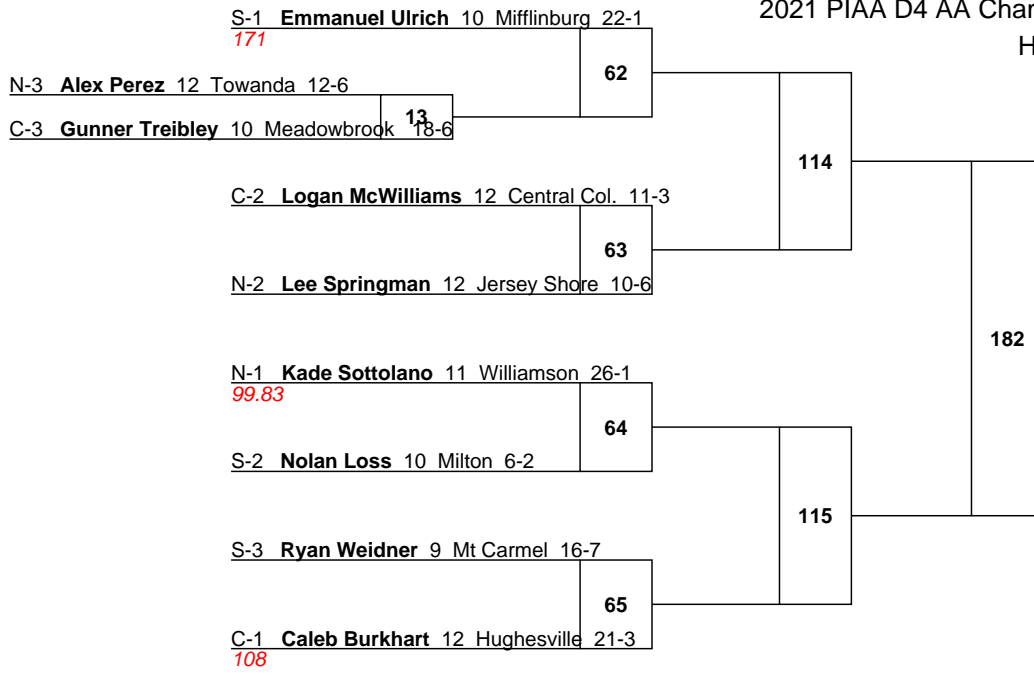 S-1 Emmanuel Ulrich 10 Mifflinburg 22-1
2021 PIAA D4 AA Char
171
H
62
N-3 Alex Perez 12 Towanda 12-6
13
C-3 Gunner Treibley 10 Meadowbrook 18-6
114
C-2 Logan McWilliams 12 Central Col. 11-3
63
N-2 Lee Springman 12 Jersey Shore 10-6
182
N-1 Kade Sottolano 11 Williamson 26-1
99.83
64
S-2 Nolan Loss 10 Milton 6-2
115
S-3 Ryan Weidner 9 Mt Carmel 16-7
65
C-1 Caleb Burkhart 12 Hughesville 21-3
108